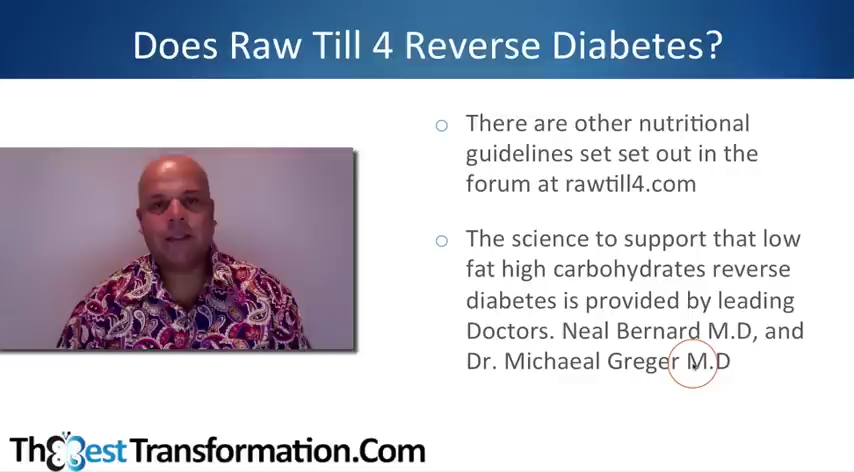 Does Raw Till 4 Reverse Diabetes?
There are other nutritional
guidelines set set out in the
forum at rawtill4.com
The science to support that low
fat high carbohydrates reverse
diabetes is provided by leading
Doctors. Neal Bernard M.D, and
Dr. Michaeal Greger M.D
TheBestTransformation.Com